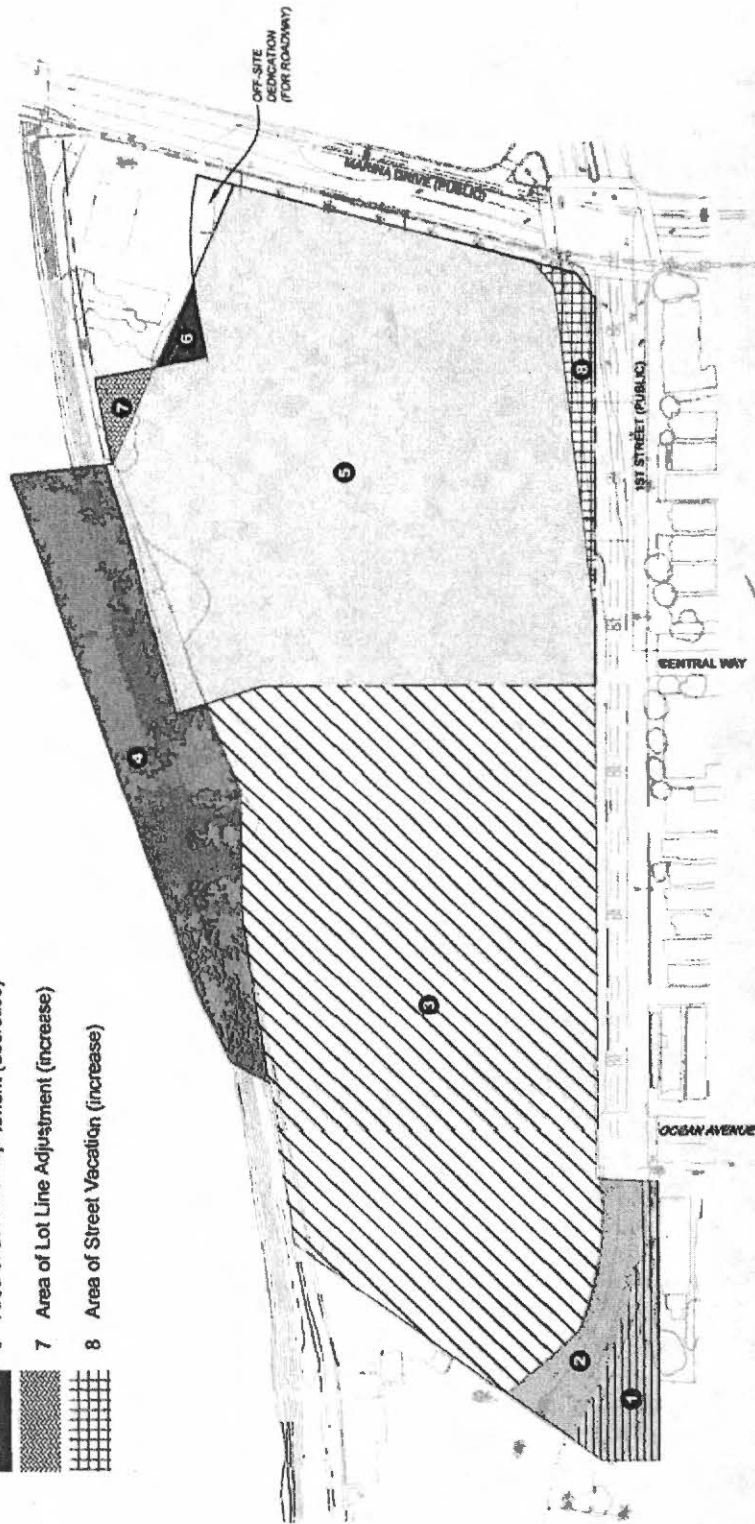 7 Area of Lot Line Adjustment (increase)
8 Area of Street Vacation (increase)
OFF-SITE
DEDICATION
(FOR ROADWAY)
MARINA DRIVE (PUBLIC)
6
7
8
5
1ST STREET (PUBLIC)
4
CENTRAL WAY
3
OCEAN AVENUE
2
1